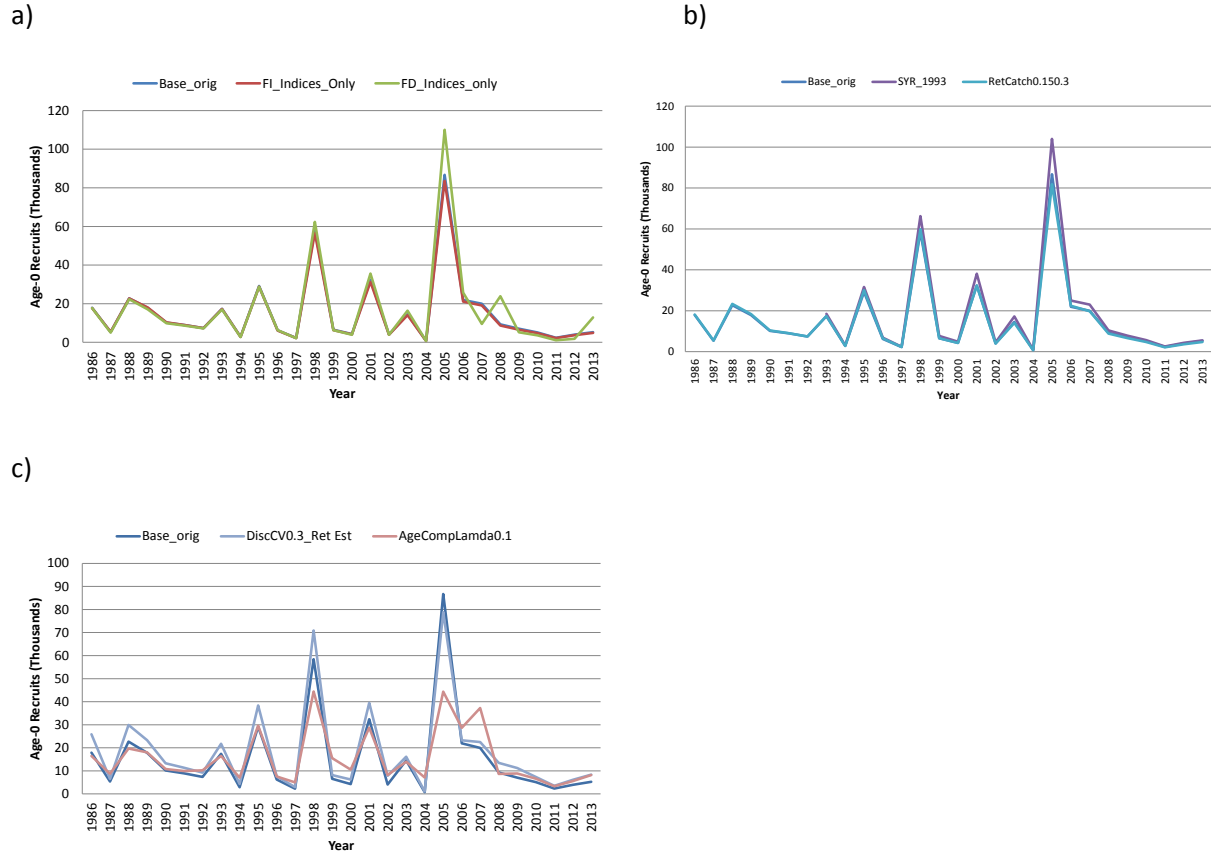 a)
Base_orig FI_Indices_Only FD_Indices_only
Age-0 Recruits (Thousands)
120
100
80
60
40
20
0
1986 1987 1988 1989 1990 1991 1992 1993 1994 1995 1996 1997 1998 1999 2000 2001 2002 2003 2004 2005 2006 2007 2008 2009 2010 2011 2012 2013
Year
b)
Base_orig SYR_1993 RetCatch0.150.3
Age-0 Recruits (Thousands)
120
100
80
60
40
20
0
1986 1987 1988 1989 1990 1991 1992 1993 1994 1995 1996 1997 1998 1999 2000 2001 2002 2003 2004 2005 2006 2007 2008 2009 2010 2011 2012 2013
Year
c)
Base_orig DiscCV0.3_Ret Est AgeCompLamda0.1
Age-0 Recruits (Thousands)
100
90
80
70
60
50
40
30
20
10
0
1986 1987 1988 1989 1990 1991 1992 1993 1994 1995 1996 1997 1998 1999 2000 2001 2002 2003 2004 2005 2006 2007 2008 2009 2010 2011 2012 2013
Year